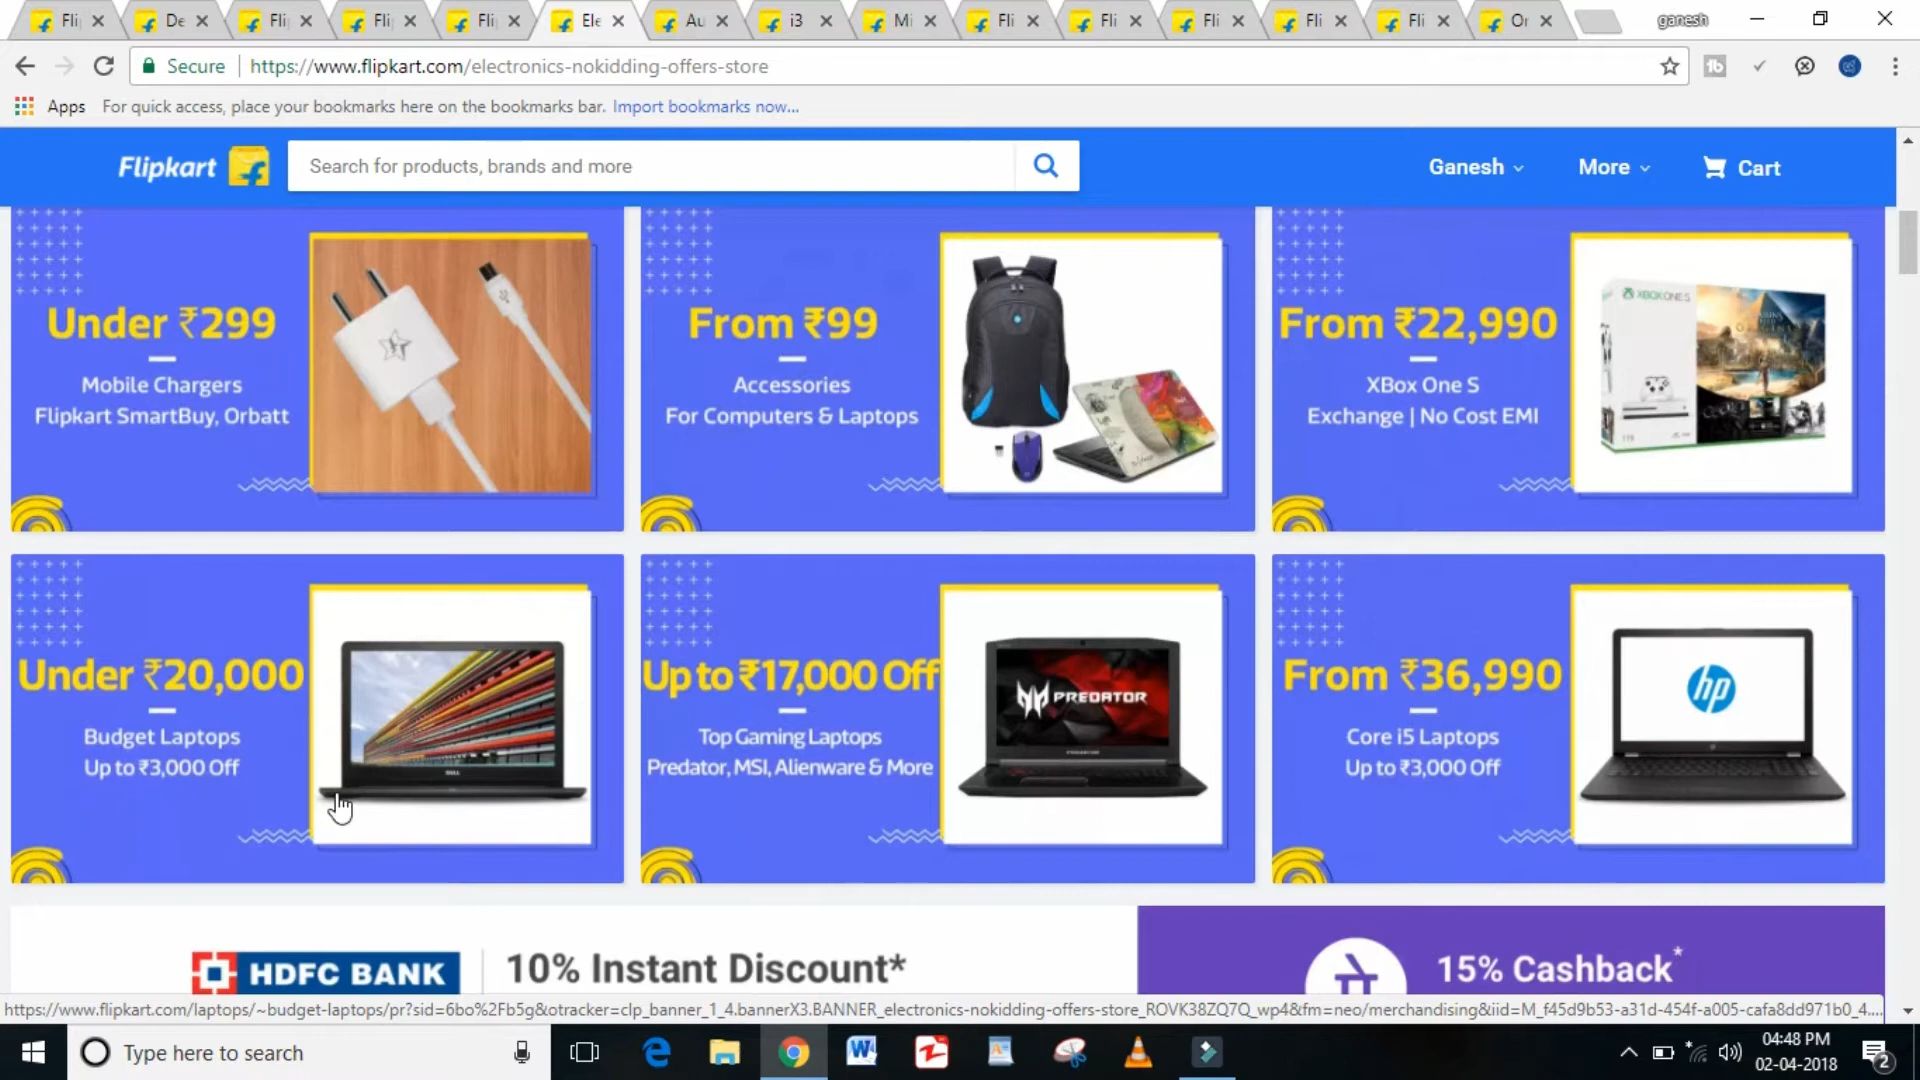 Fli De Fli Fli Fli Ele Au i3 Mi Fli Fli Fli Fli Fli Or ganesh
Secure https://www.flipkart.com/electronics-nokidding-offers-store
Apps For quick access, place your bookmarks here on the bookmarks bar. Import bookmarks now...
Flipkart Search for products, brands and more Ganesh More Cart
Under ₹299
Mobile Chargers
Flipkart SmartBuy, Orbatt
From ₹99
Accessories
For Computers & Laptops
From ₹22,990
XBox One S
Exchange | No Cost EMI
XBOX ONE S
Under ₹20,000
Budget Laptops
Up to ₹3,000 Off
DELL
Up to ₹17,000 Off
Top Gaming Laptops
Predator, MSI, Alienware & More
PREDATOR
From ₹36,990
Core i5 Laptops
Up to ₹3,000 Off
hp
HDFC BANK 10% Instant Discount*
15% Cashback*
https://www.flipkart.com/laptops/~budget-laptops/pr?sid=6bo%2Fb5g&otracker=clp_banner_1_4.bannerX3.BANNER_electronics-nokidding-offers-store_ROVK38ZQ7Q_wp4&fm=neo/merchandising&iid=M_f45d9b53-a31d-454f-a005-cafa8dd971b0_4....
Type here to search
04:48 PM
02-04-2018
2